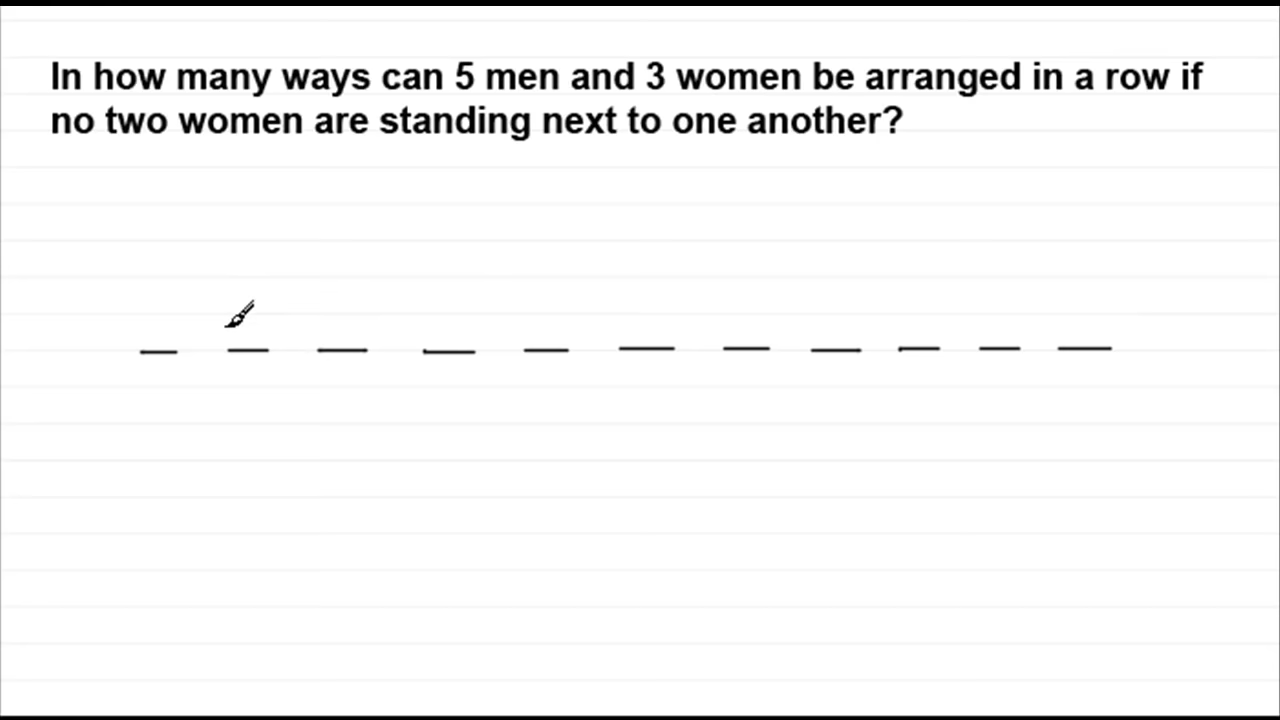 In how many ways can 5 men and 3 women be arranged in a row if
no two women are standing next to one another?